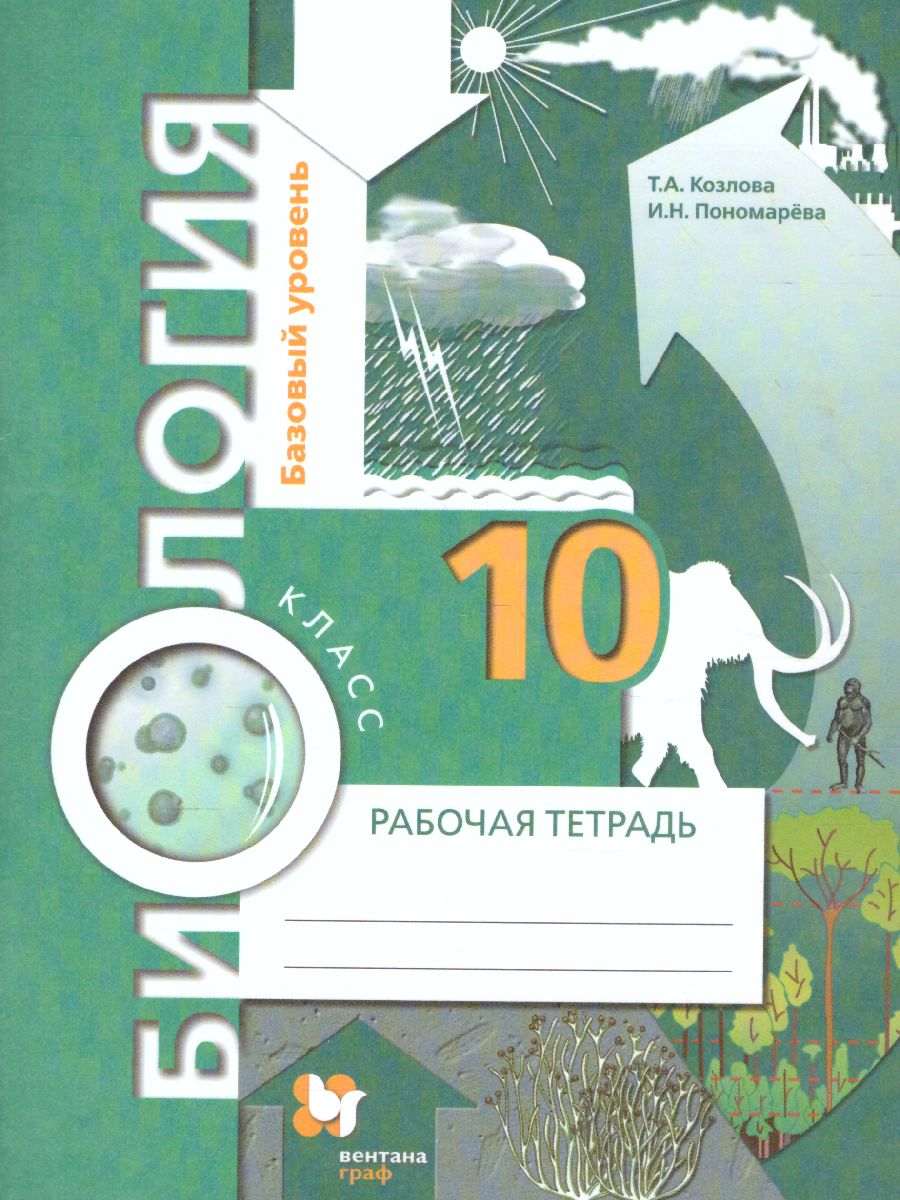 Т.А. Козлова
И.Н. Пономарёва
БИОЛОГИЯ
Базовый уровень
10
КЛАСС
РАБОЧАЯ ТЕТРАДЬ
вентана
граф